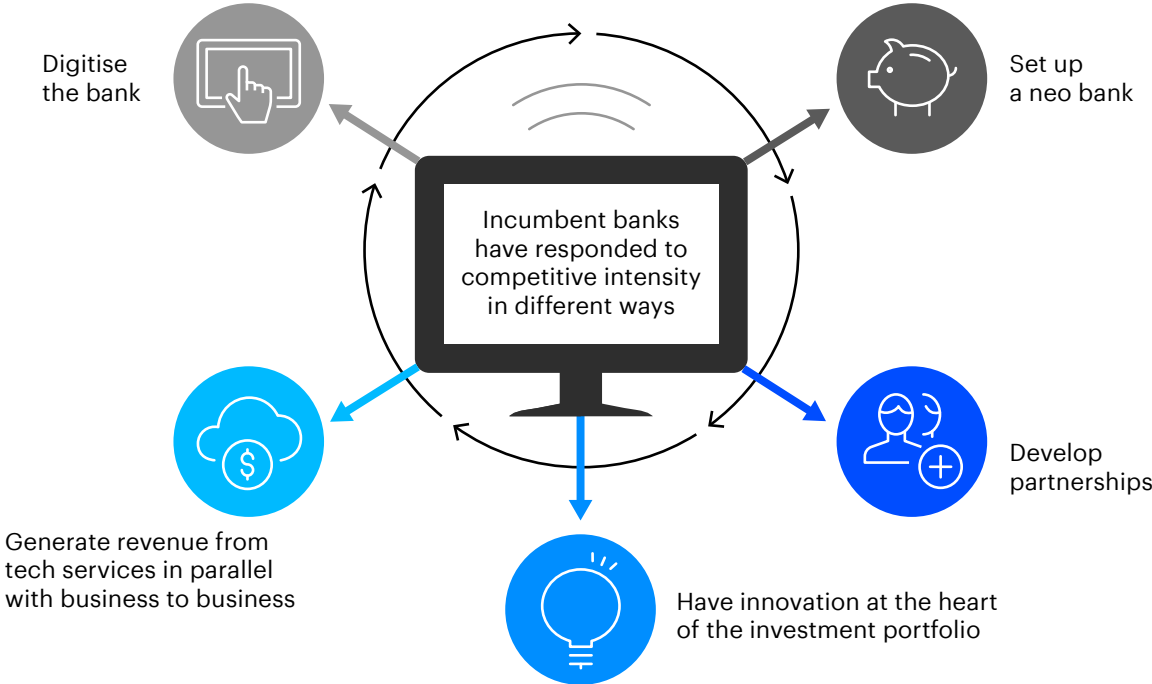 Digitise
the bank
Set up
a neo bank
Incumbent banks
have responded to
competitive intensity
in different ways
$
Develop
partnerships
Generate revenue from
tech services in parallel
with business to business
Have innovation at the heart
of the investment portfolio